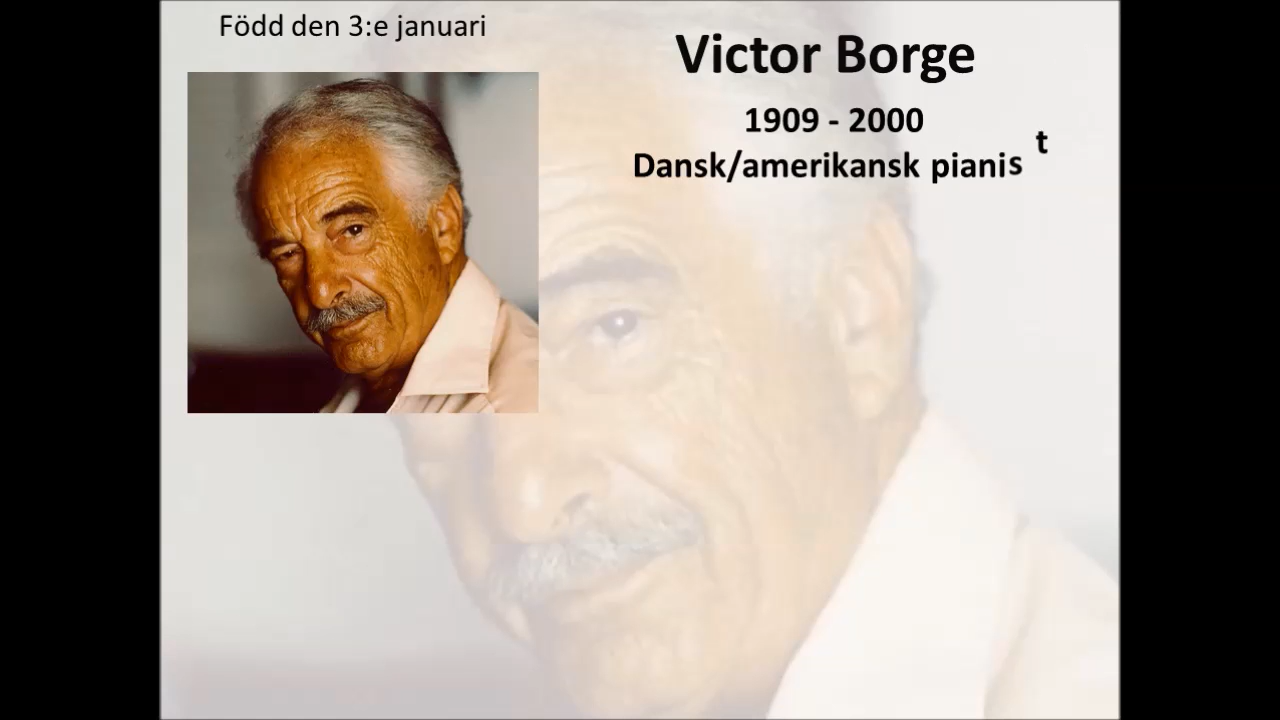 Född den 3:e januari
Victor Borge
1909 - 2000
Dansk/amerikansk pianist